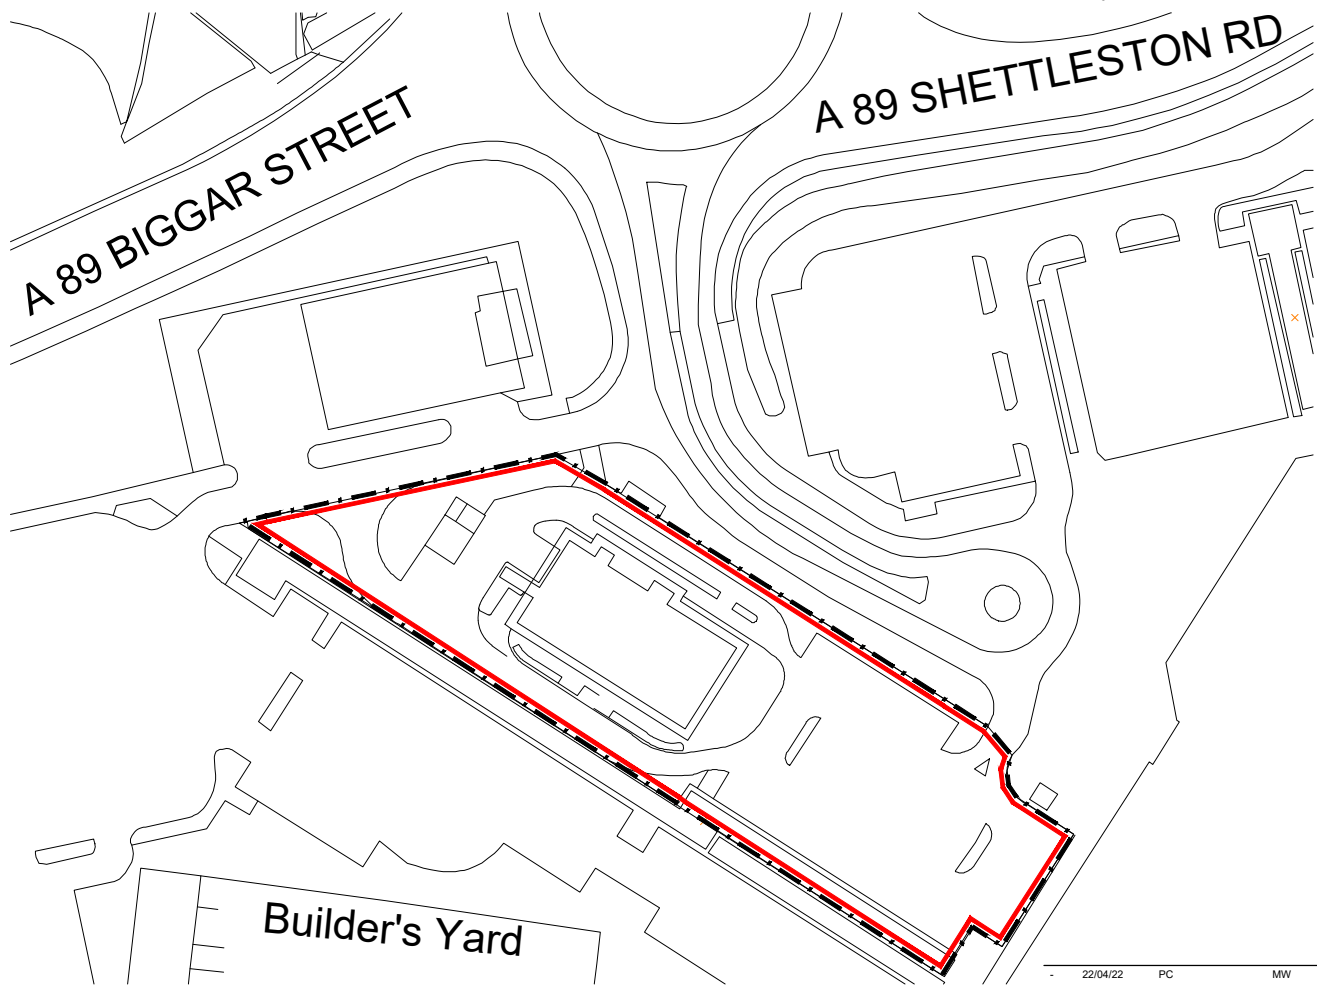 A 89 SHETTLESTON RD
A 89 BIGGAR STREET
Builder's Yard
- 22/04/22 PC MW